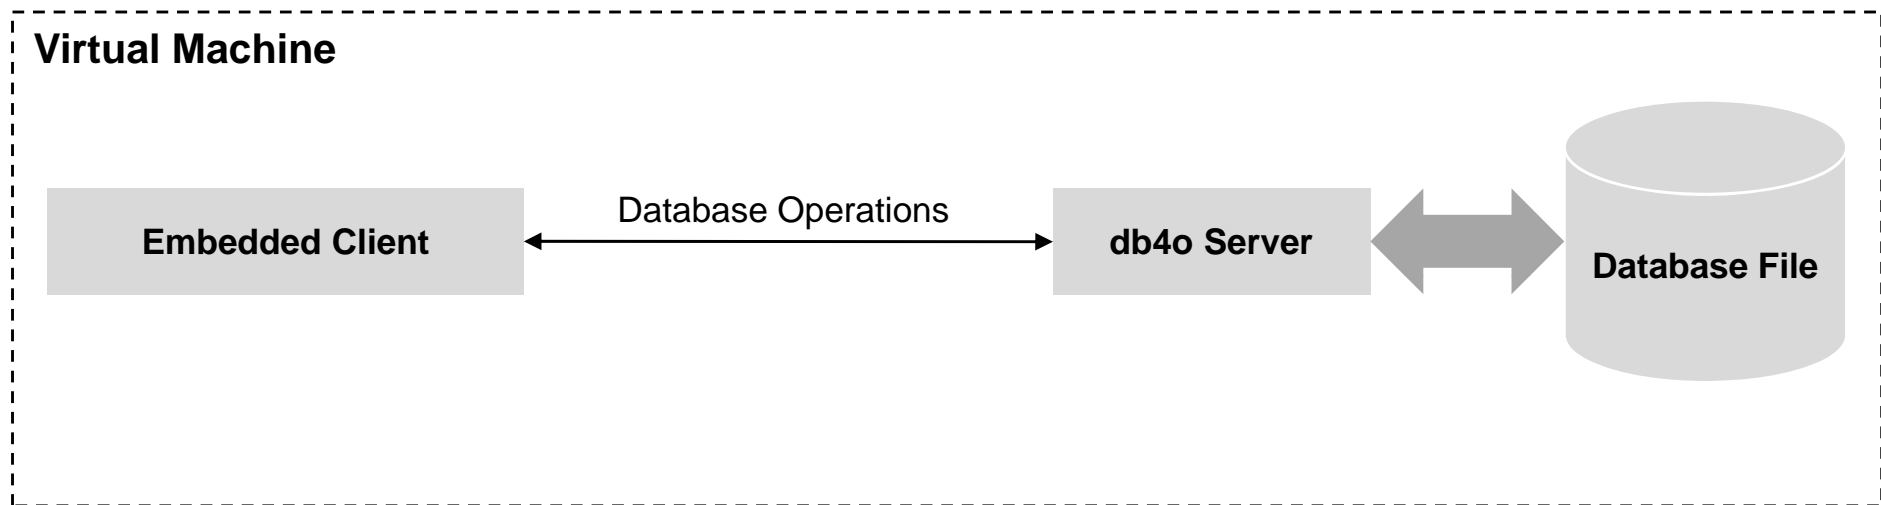 Virtual Machine
Database Operations
Embedded Client
db4o Server
Database File